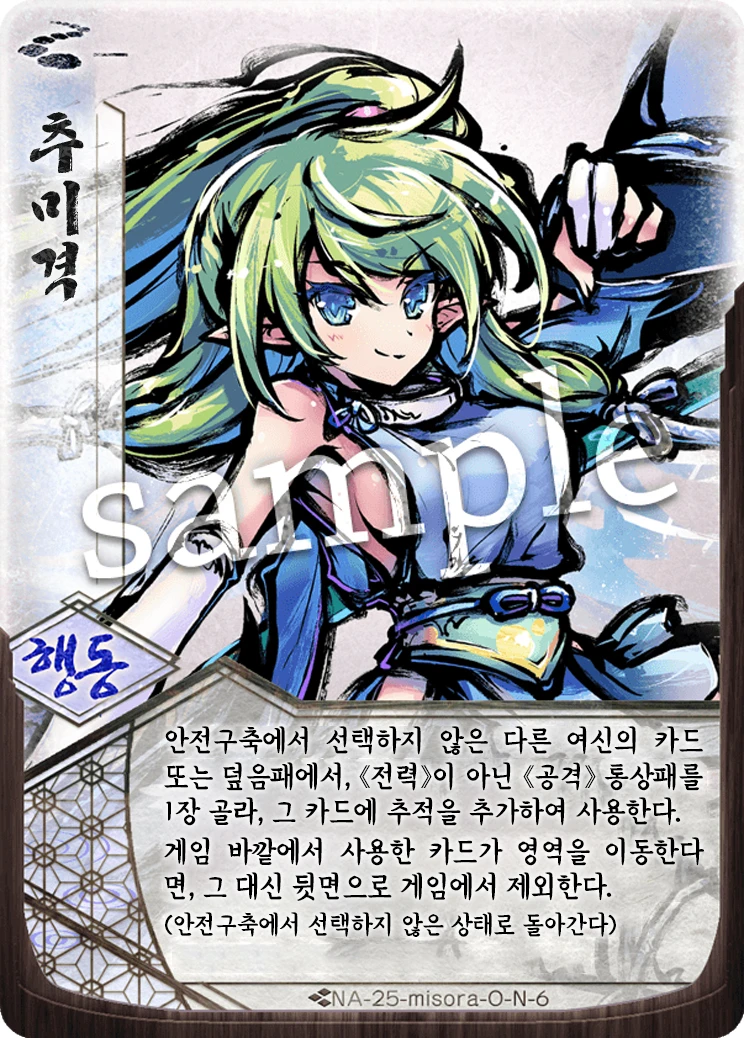 추미격
sample
행동
안전구축에서 선택하지 않은 다른 여신의 카드
또는 덮음패에서, 《전력》이 아닌 《공격》 통상패를
1장 골라, 그 카드에 추적을 추가하여 사용한다.
게임 바깥에서 사용한 카드가 영역을 이동한다
면, 그 대신 뒷면으로 게임에서 제외한다.
(안전구축에서 선택하지 않은 상태로 돌아간다)
NA-25-misora-O-N-6